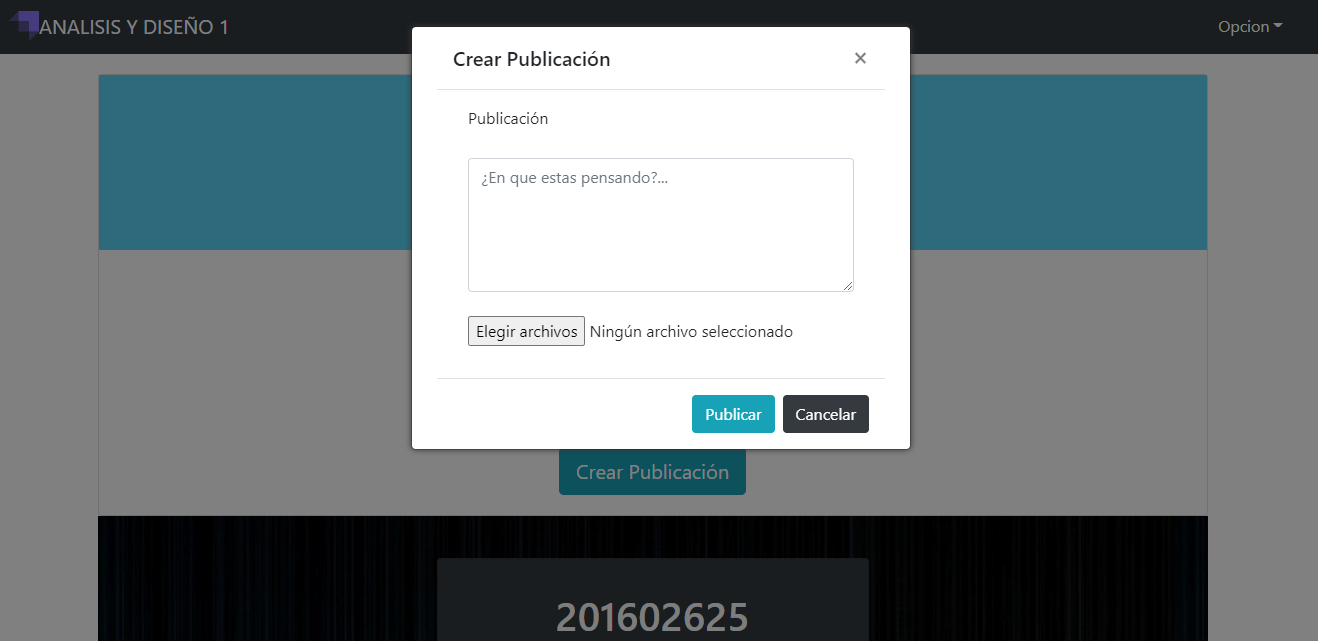 ANALISIS Y DISEÑO 1
Opcion
Crear Publicación
×
Publicación
¿En que estas pensando?...
Elegir archivos Ningún archivo seleccionado
Publicar Cancelar
Crear Publicación
201602625